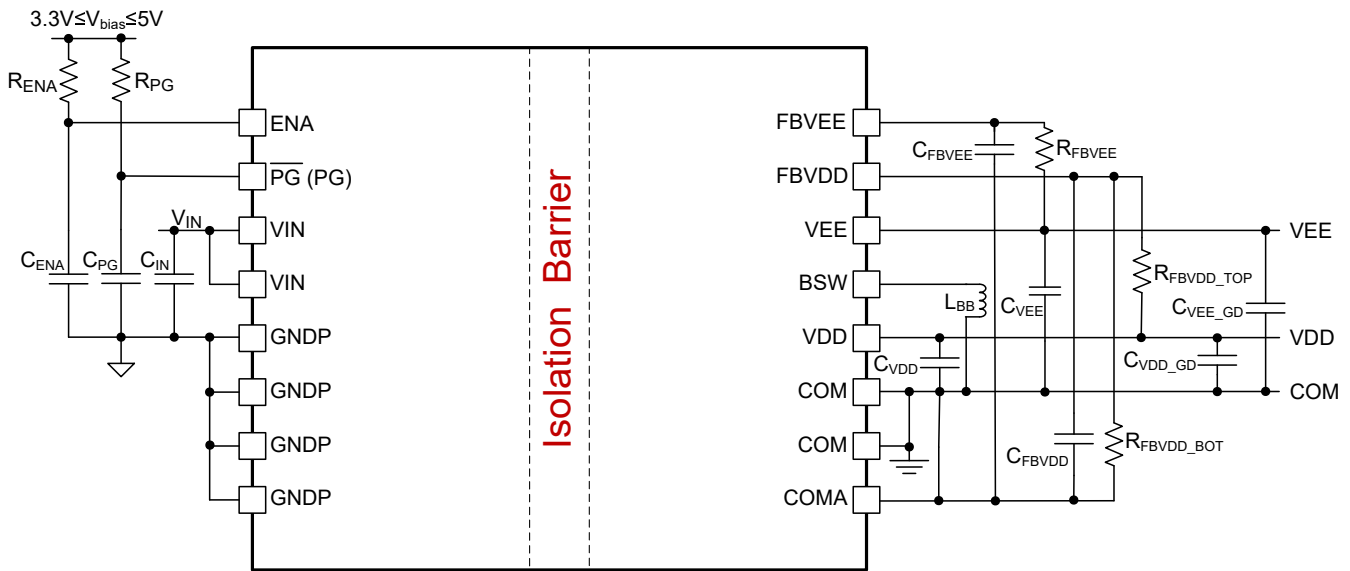 3.3V≤Vbias≤5V
RENA
RPG
ENA
PG (PG)
VIN
VIN
VIN
CENA
CPG
CIN
GNDP
GNDP
GNDP
GNDP
Isolation Barrier
FBVEE
FBVDD
VEE
BSW
VDD
COM
COM
COMA
CFBVEE
RFBVEE
VEE
RFBVDD_TOP
LBB
CVEE
CVEE_GD
VDD
CVDD
CVDD_GD
COM
CFBVDD
RFBVDD_BOT